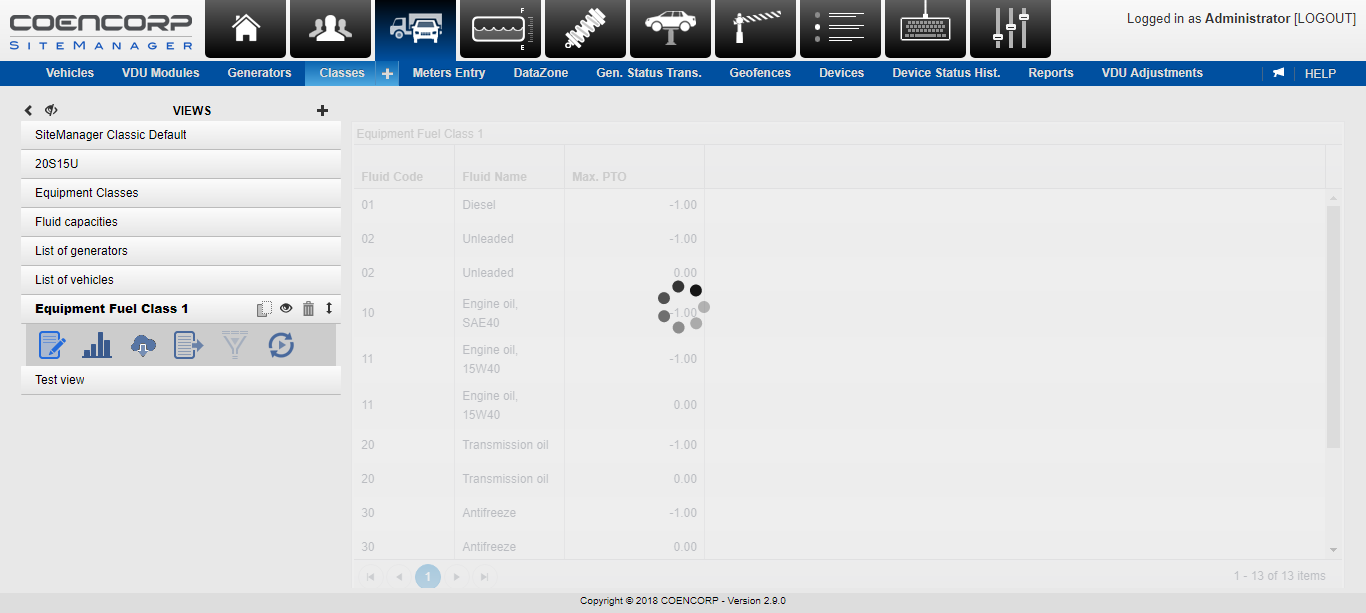 COENCORP
SITEMANAGER
F
E
Logged in as Administrator [LOGOUT]
Vehicles VDU Modules Generators Classes + Meters Entry DataZone Gen. Status Trans. Geofences Devices Device Status Hist. Reports VDU Adjustments HELP
VIEWS
SiteManager Classic Default
20S15U
Equipment Classes
Fluid capacities
List of generators
List of vehicles
Equipment Fuel Class 1
Test view
Equipment Fuel Class 1
Fluid Code Fluid Name Max. PTO
01 Diesel -1.00
02 Unleaded -1.00
02 Unleaded 0.00
10 Engine oil, SAE40 -1.00
11 Engine oil, 15W40 -1.00
11 Engine oil, 15W40 0.00
20 Transmission oil -1.00
20 Transmission oil 0.00
30 Antifreeze -1.00
30 Antifreeze 0.00
1
1 - 13 of 13 items
Copyright © 2018 COENCORP - Version 2.9.0